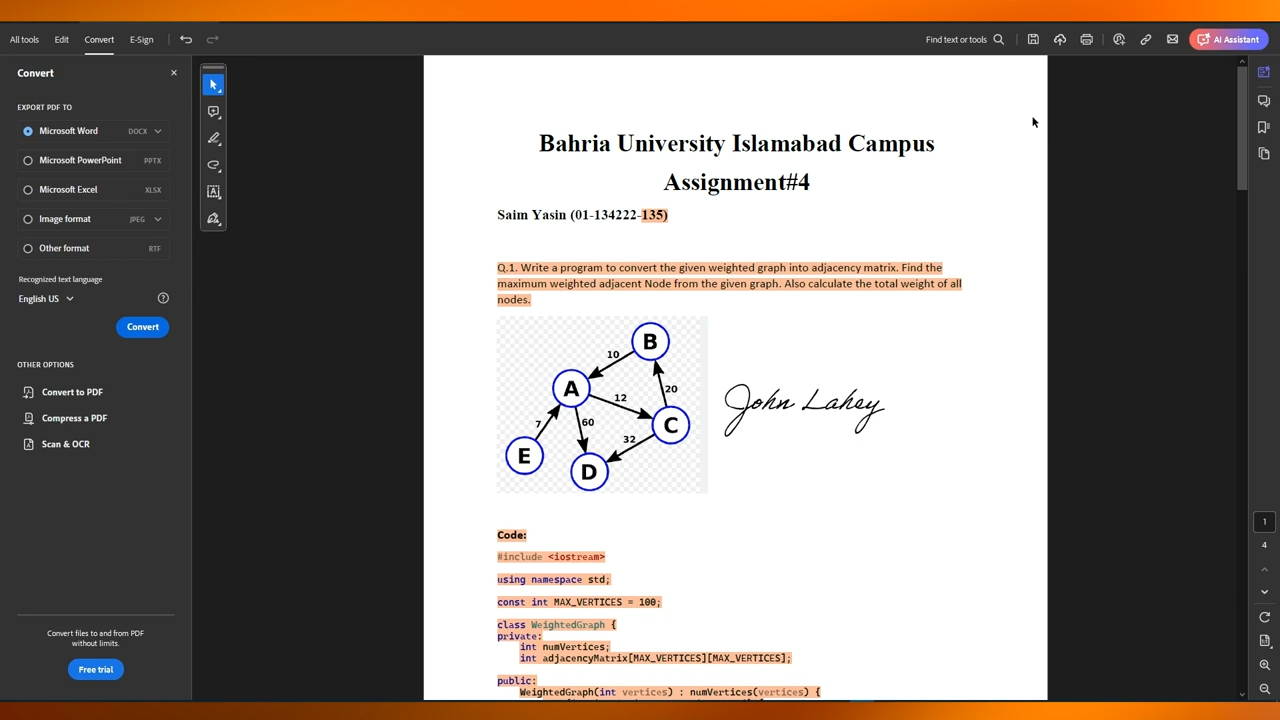 All tools Edit Convert E-Sign Find text or tools AI Assistant
Convert
EXPORT PDF TO
Microsoft Word DOCX
Microsoft PowerPoint PPTX
Microsoft Excel XLSX
Image format JPEG
Other format RTF
Recognized text language
English US
Convert
OTHER OPTIONS
Convert to PDF
Compress a PDF
Scan & OCR
Convert files to and from PDF
without limits.
Free trial
Bahria University Islamabad Campus
Assignment#4
Saim Yasin (01-134222-135)
Q.1. Write a program to convert the given weighted graph into adjacency matrix. Find the
maximum weighted adjacent Node from the given graph. Also calculate the total weight of all
nodes.
B
10
A
12
20
7
60
C
32
E
D
John Lahey
Code:
#include <iostream>
using namespace std;
const int MAX_VERTICES = 100;
class WeightedGraph {
private:
int numVertices;
int adjacencyMatrix[MAX_VERTICES][MAX_VERTICES];
public:
WeightedGraph(int vertices) : numVertices(vertices) {
1
4